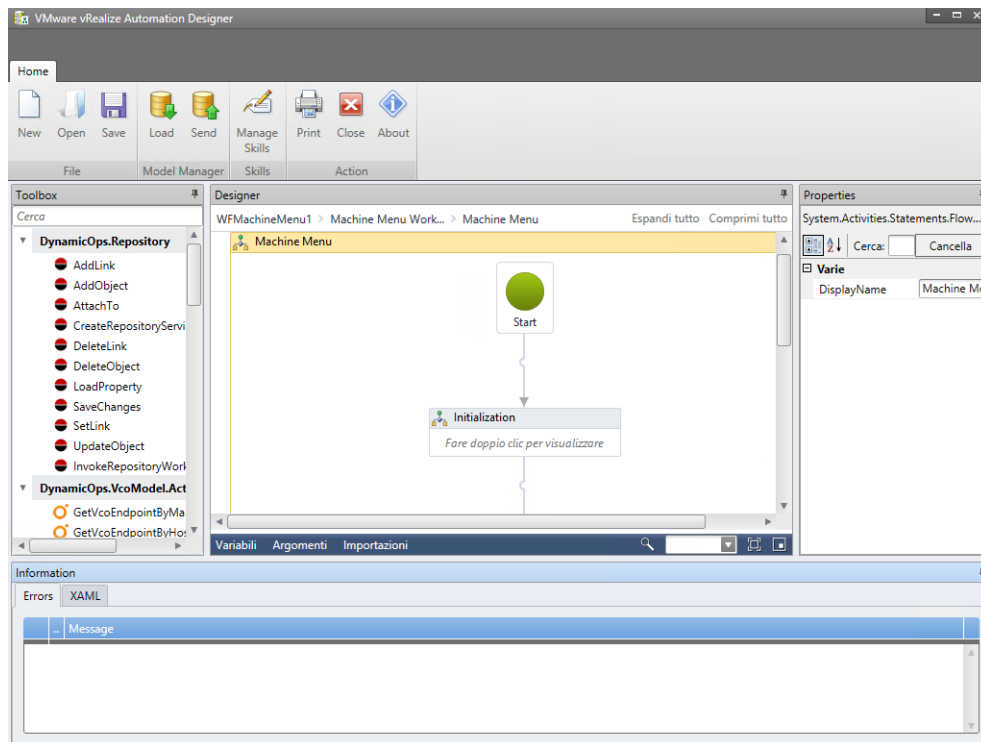 VMware vRealize Automation Designer
Home
New Open Save Load Send Manage Skills Print Close About
File Model Manager Skills Action
Toolbox
Cerca
DynamicOps.Repository
AddLink
AddObject
AttachTo
CreateRepositoryServi
DeleteLink
DeleteObject
LoadProperty
SaveChanges
SetLink
UpdateObject
InvokeRepositoryWork
DynamicOps.VcoModel.Act
GetVcoEndpointByMa
GetVcoEndpointByHos
Designer
WFMachineMenu1 > Machine Menu Work... > Machine Menu Espandi tutto Comprimi tutto
Machine Menu
Start
Initialization
Fare doppio clic per visualizzare
Variabili Argomenti Importazioni
Properties
System.Activities.Statements.Flow...
Cerca: Cancella
Varie
DisplayName Machine Me
Information
Errors XAML
.. Message